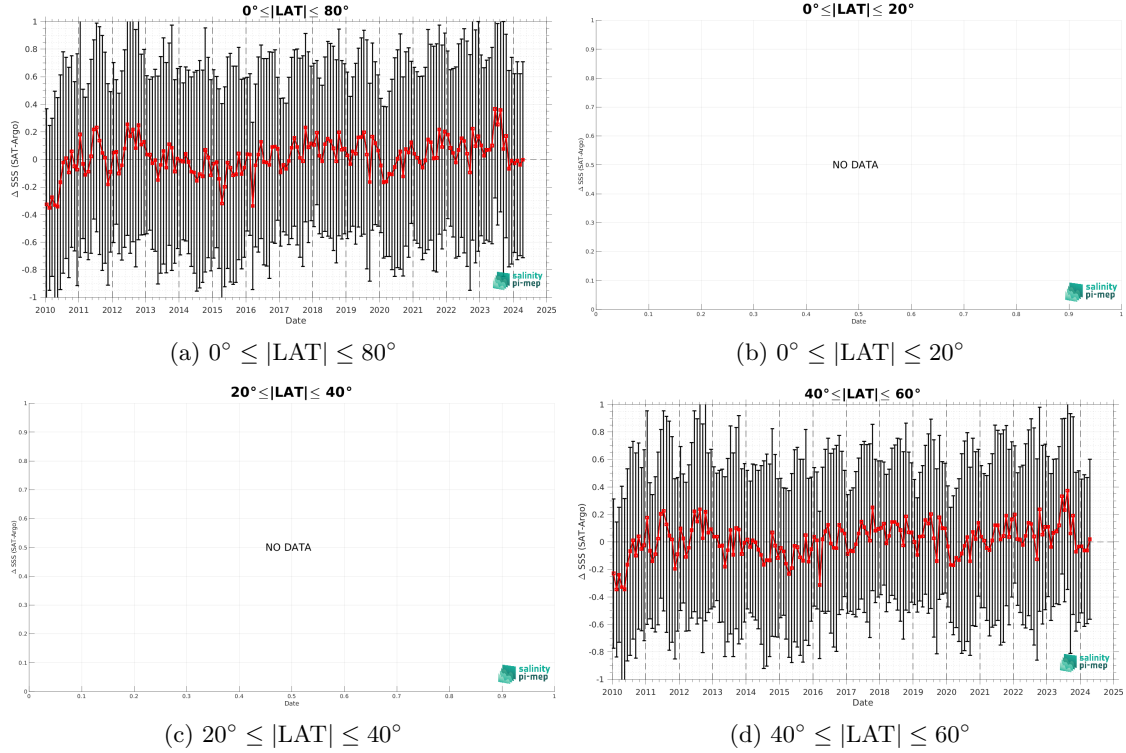 0°≤|LAT|≤ 80°
1
0.8
0.6
0.4
0.2
0
-0.2
-0.4
-0.6
-0.8
-1
Δ SSS (SAT-Argo)
2010 2011 2012 2013 2014 2015 2016 2017 2018 2019 2020 2021 2022 2023 2024 2025
Date
salinity
pi-mep
(a) 0° ≤ |LAT| ≤ 80°
0°≤|LAT|≤ 20°
1
0.9
0.8
0.7
0.6
0.5
0.4
0.3
0.2
0.1
0
Δ SSS (SAT-Argo)
NO DATA
0 0.1 0.2 0.3 0.4 0.5 0.6 0.7 0.8 0.9 1
Date
salinity
pi-mep
(b) 0° ≤ |LAT| ≤ 20°
20°≤|LAT|≤ 40°
1
0.9
0.8
0.7
0.6
0.5
0.4
0.3
0.2
0.1
0
Δ SSS (SAT-Argo)
NO DATA
0 0.1 0.2 0.3 0.4 0.5 0.6 0.7 0.8 0.9 1
Date
salinity
pi-mep
(c) 20° ≤ |LAT| ≤ 40°
40°≤|LAT|≤ 60°
1
0.8
0.6
0.4
0.2
0
-0.2
-0.4
-0.6
-0.8
-1
Δ SSS (SAT-Argo)
2010 2011 2012 2013 2014 2015 2016 2017 2018 2019 2020 2021 2022 2023 2024 2025
Date
salinity
pi-mep
(d) 40° ≤ |LAT| ≤ 60°